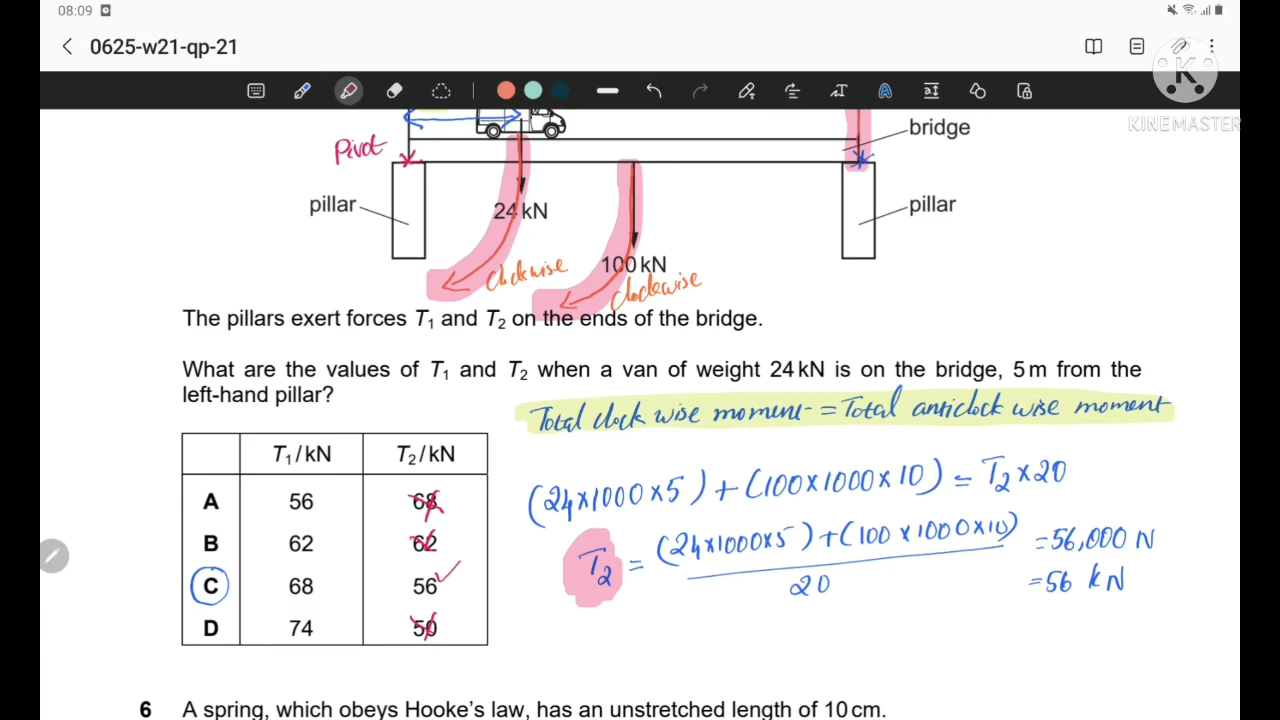 08:09
0625-w21-qp-21
K
KINEMASTER
bridge
Pivot
pillar
24 kN
pillar
clockwise
100 kN
clockwise
The pillars exert forces T1 and T2 on the ends of the bridge.
What are the values of T1 and T2 when a van of weight 24 kN is on the bridge, 5 m from the
left-hand pillar?
Total clock wise moment = Total anticlock wise moment
T1 / kN T2 / kN
A 56 68
B 62 62
C 68 56 ✓
D 74 50
(24×1000×5) + (100×1000×10) = T2×20
T2 = (24×1000×5) + (100×1000×10) = 56,000 N
20 = 56 kN
6 A spring, which obeys Hooke's law, has an unstretched length of 10 cm.